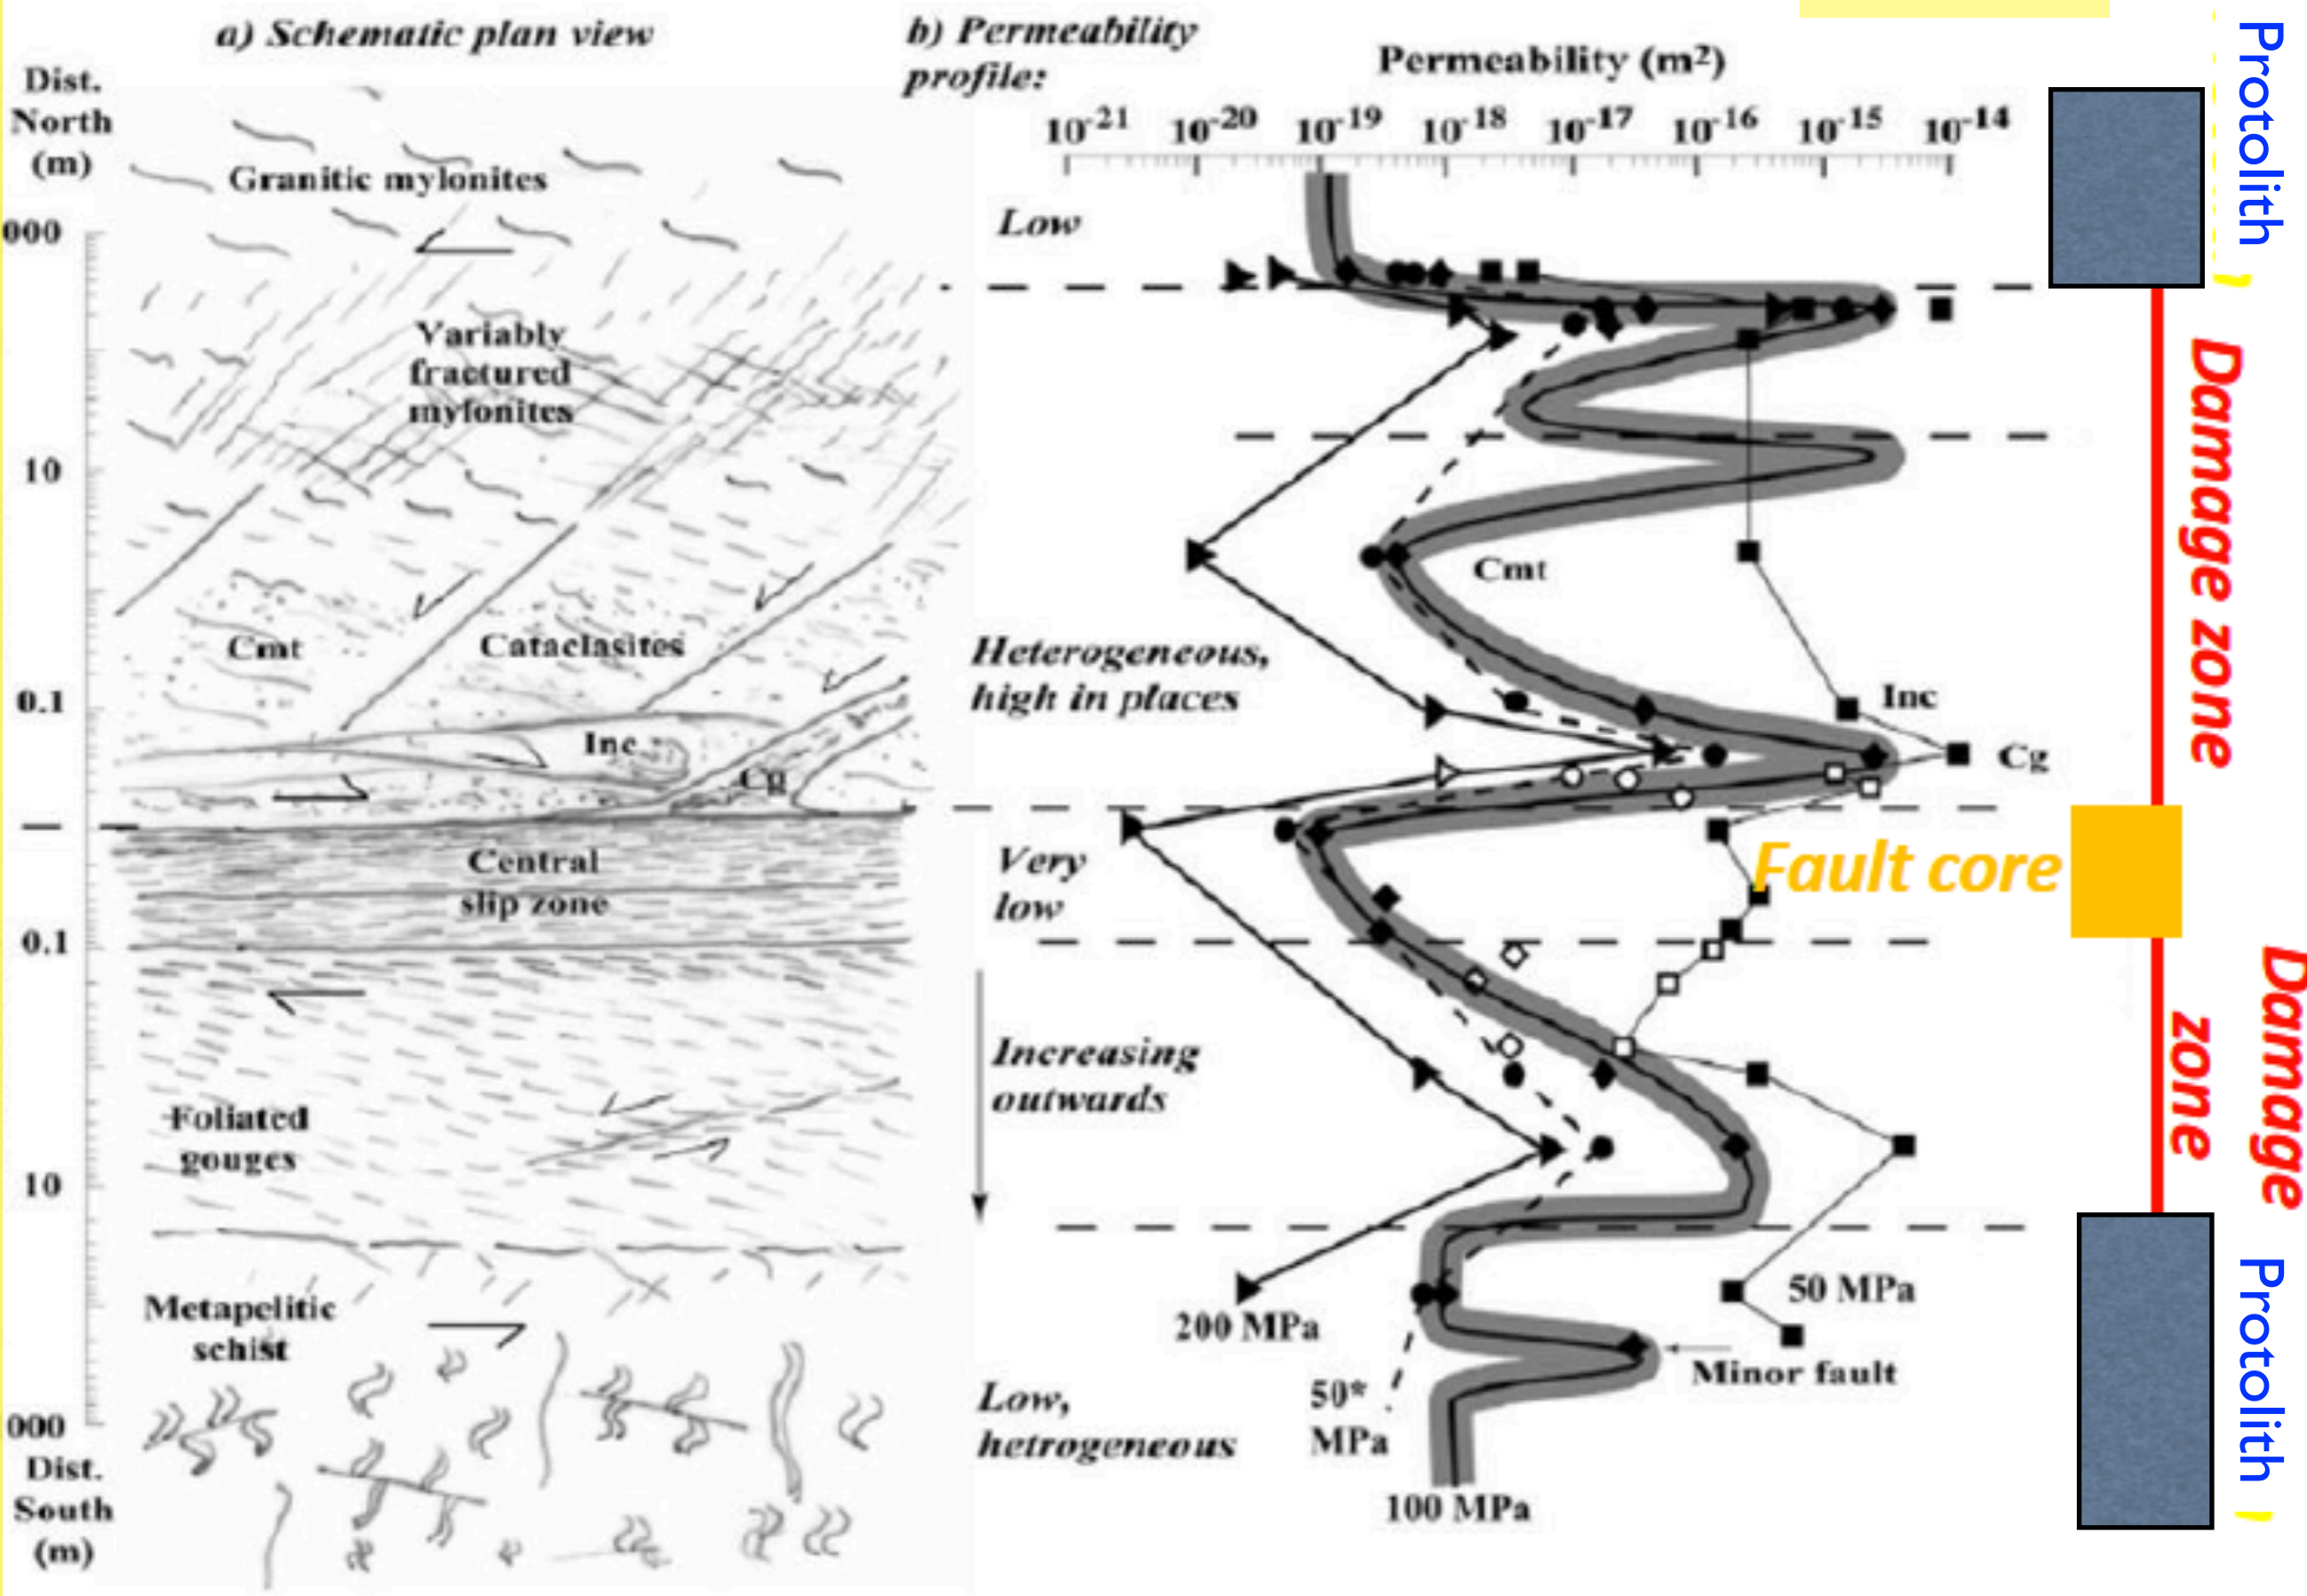 a) Schematic plan view
Dist.
North
(m)
000
10
0.1
0.1
10
000
Dist.
South
(m)
Granitic mylonites
Variably
fractured
mylonites
Cmt
Cataclasites
Inc
Cg
Central
slip zone
Foliated
gouges
Metapelitic
schist
b) Permeability
profile:
Permeability (m²)
10⁻²¹ 10⁻²⁰ 10⁻¹⁹ 10⁻¹⁸ 10⁻¹⁷ 10⁻¹⁶ 10⁻¹⁵ 10⁻¹⁴
Low
Cmt
Heterogeneous,
high in places
Inc
Cg
Very
low
Increasing
outwards
200 MPa
50 MPa
Minor fault
50*
MPa
Low,
hetrogeneous
100 MPa
Protolith
Damage zone
Fault core
Damage
zone
Protolith